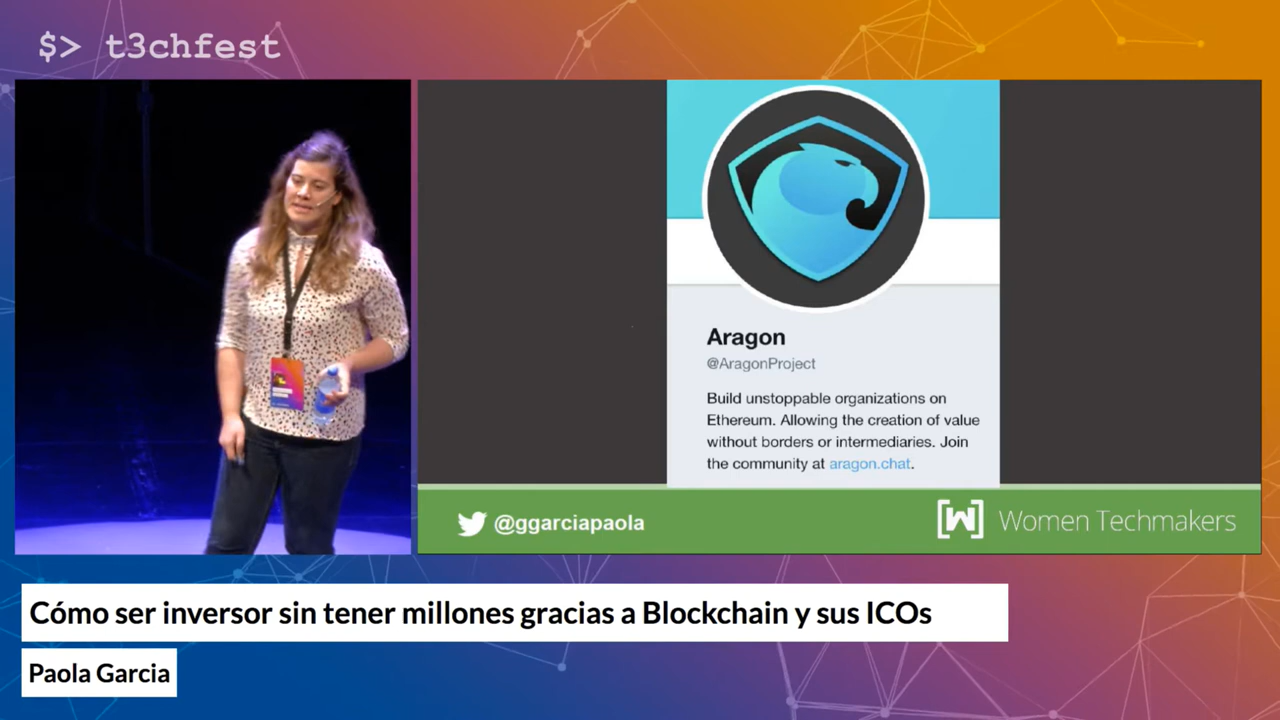 $> t3chfest
Aragon
@AragonProject
Build unstoppable organizations on
Ethereum. Allowing the creation of value
without borders or intermediaries. Join
the community at aragon.chat.
@ggarciapaola
[W] Women Techmakers
Cómo ser inversor sin tener millones gracias a Blockchain y sus ICOs
Paola Garcia